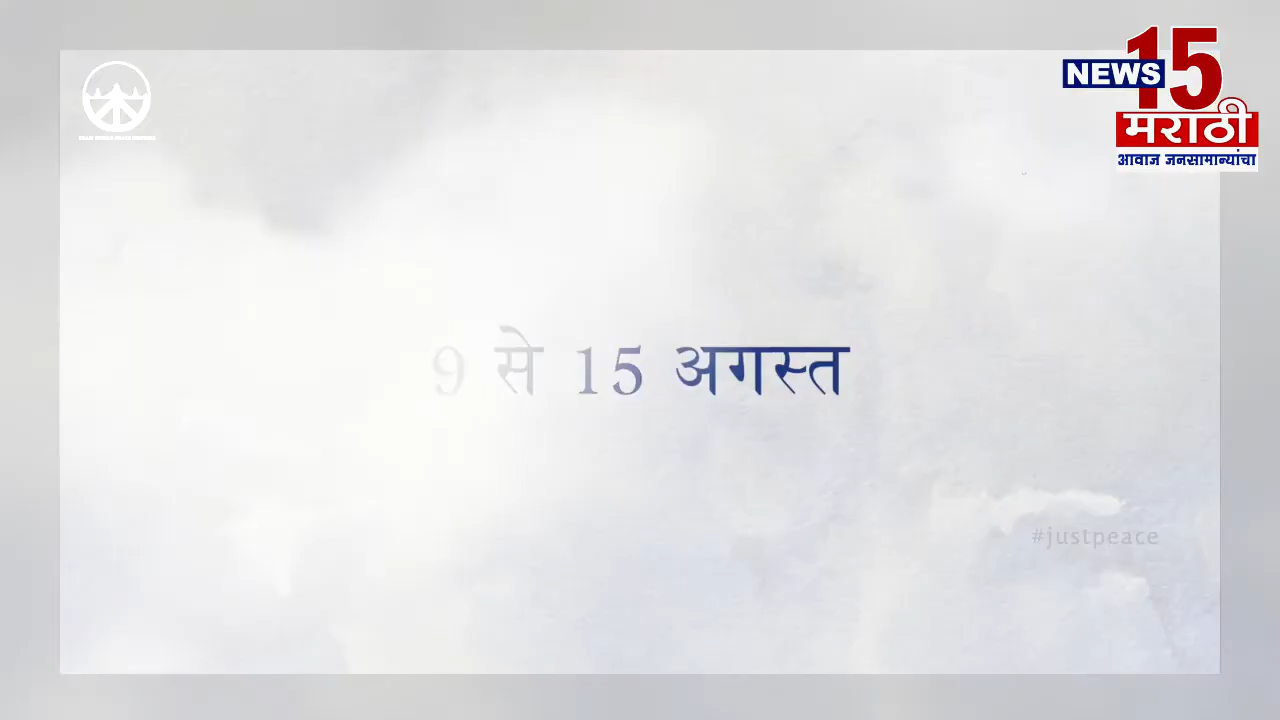 NEWS 15
मराठी
आवाज जनसामान्यांचा
9 से 15 अगस्त
#justpeace